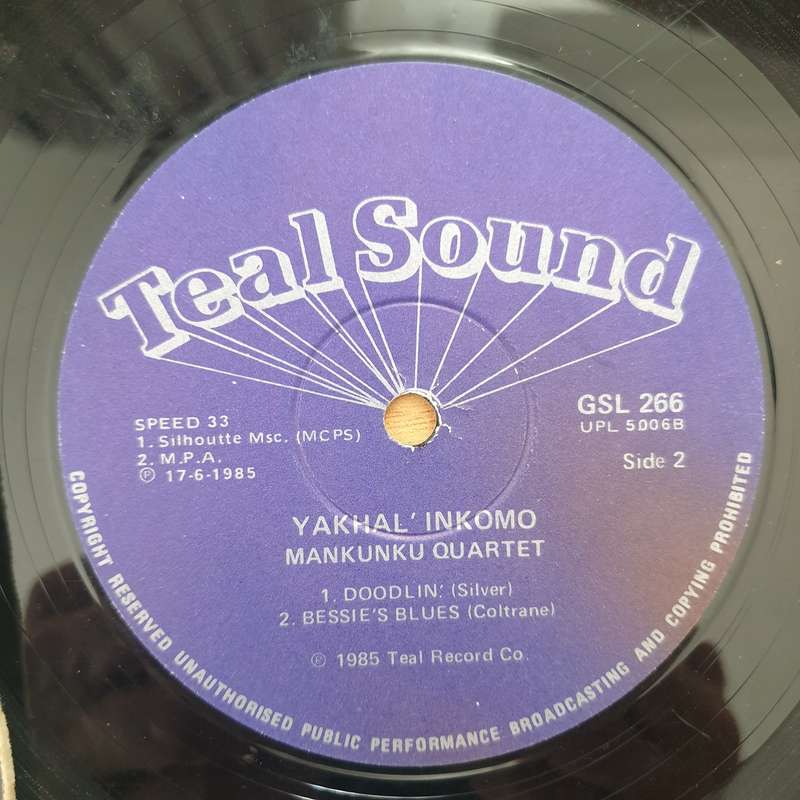 Teal Sound
SPEED 33
1. Silhoutte Msc. (MCPS)
2. M.P.A.
℗ 17-6-1985
GSL 266
UPL 5006B
Side 2
YAKHAL' INKOMO
MANKUNKU QUARTET
1. DOODLIN'. (Silver)
2. BESSIE'S BLUES (Coltrane)
℗ 1985 Teal Record Co.
COPYRIGHT RESERVED UNAUTHORISED PUBLIC PERFORMANCE BROADCASTING AND COPYING PROHIBITED